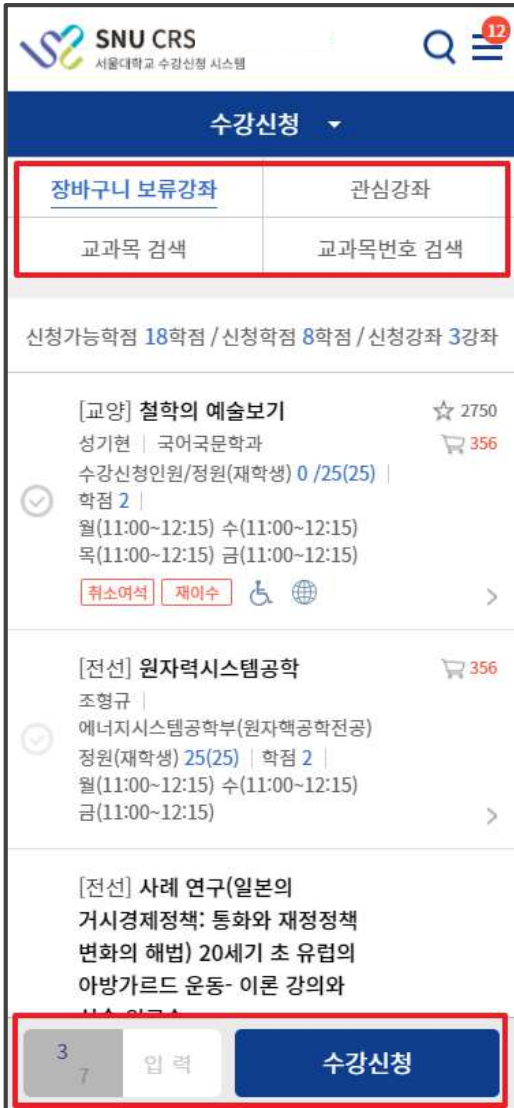 SNU CRS
서울대학교 수강신청 시스템
12
수강신청
장바구니 보류강좌
관심강좌
교과목 검색
교과목번호 검색
신청가능학점 18학점 / 신청학점 8학점 / 신청강좌 3강좌
[교양] 철학의 예술보기
2750
성기현 | 국어국문학과
356
수강신청인원/정원(재학생) 0 /25(25) |
학점 2 |
월(11:00~12:15) 수(11:00~12:15)
목(11:00~12:15) 금(11:00~12:15)
취소여석 재이수
[전선] 원자력시스템공학
356
조형규 |
에너지시스템공학부(원자핵공학전공)
정원(재학생) 25(25) | 학점 2 |
월(11:00~12:15) 수(11:00~12:15)
금(11:00~12:15)
[전선] 사례 연구(일본의
거시경제정책: 통화와 재정정책
변화의 해법) 20세기 초 유럽의
아방가르드 운동- 이론 강의와
3
7
입 력
수강신청